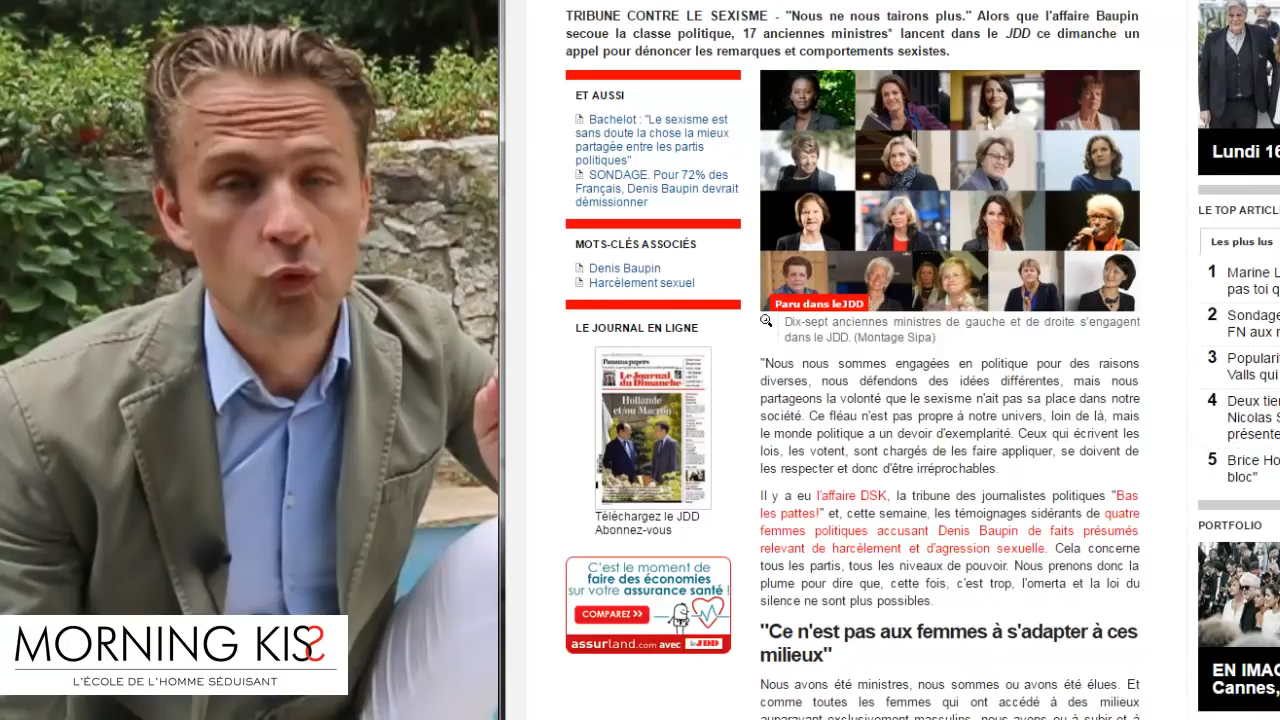 TRIBUNE CONTRE LE SEXISME - "Nous ne nous tairons plus." Alors que l'affaire Baupin
secoue la classe politique, 17 anciennes ministres* lancent dans le JDD ce dimanche un
appel pour dénoncer les remarques et comportements sexistes.
ET AUSSI
Bachelot : "Le sexisme est
sans doute la chose la mieux
partagée entre les partis
politiques"
SONDAGE. Pour 72% des
Français, Denis Baupin devrait
démissionner
MOTS-CLÉS ASSOCIÉS
Denis Baupin
Harcèlement sexuel
LE JOURNAL EN LIGNE
Panama papers
Le Journal
du Dimanche
Hollande
et/ou Macron
Téléchargez le JDD
Abonnez-vous
C'est le moment de
faire des économies
sur votre assurance santé !
COMPAREZ >>
assurland.com avec le JDD
Paru dans leJDD
Dix-sept anciennes ministres de gauche et de droite s'engagent
dans le JDD. (Montage Sipa)
"Nous nous sommes engagées en politique pour des raisons
diverses, nous défendons des idées différentes, mais nous
partageons la volonté que le sexisme n'ait pas sa place dans notre
société. Ce fléau n'est pas propre à notre univers, loin de là, mais
le monde politique a un devoir d'exemplarité. Ceux qui écrivent les
lois, les votent, sont chargés de les faire appliquer, se doivent de
les respecter et donc d'être irréprochables.
Il y a eu l'affaire DSK, la tribune des journalistes politiques "Bas
les pattes!" et, cette semaine, les témoignages sidérants de quatre
femmes politiques accusant Denis Baupin de faits présumés
relevant de harcèlement et d'agression sexuelle. Cela concerne
tous les partis, tous les niveaux de pouvoir. Nous prenons donc la
plume pour dire que, cette fois, c'est trop, l'omerta et la loi du
silence ne sont plus possibles.
"Ce n'est pas aux femmes à s'adapter à ces
milieux"
Nous avons été ministres, nous sommes ou avons été élues. Et
comme toutes les femmes qui ont accédé à des milieux
auparavant exclusivement masculins, nous avons ou à subir et à
Lundi 16
LE TOP ARTICL
Les plus lus
1 Marine L
pas toi q
2 Sondage
FN aux r
3 Populari
Valls qui
4 Deux tie
Nicolas S
présente
5 Brice Ho
bloc"
PORTFOLIO
EN IMAG
Cannes,
MORNING KISS
L'ÉCOLE DE L'HOMME SÉDUISANT